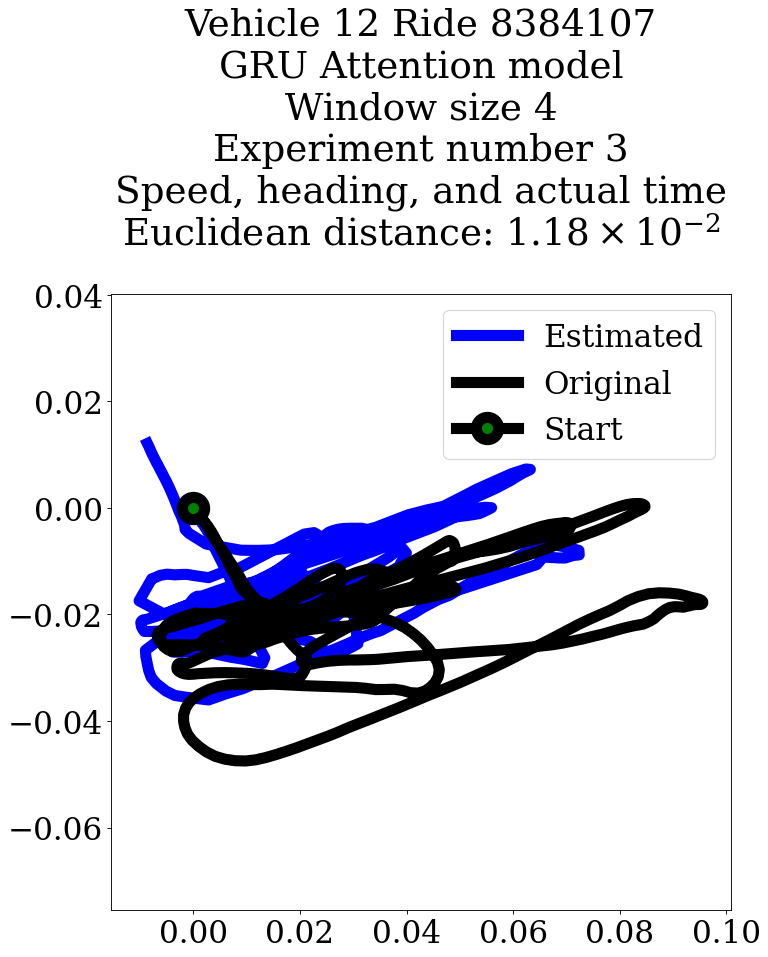 Vehicle 12 Ride 8384107
GRU Attention model
Window size 4
Experiment number 3
Speed, heading, and actual time
Euclidean distance: 1.18 × 10⁻²
0.04
0.02
0.00
−0.02
−0.04
−0.06
Estimated
Original
Start
0.00 0.02 0.04 0.06 0.08 0.10